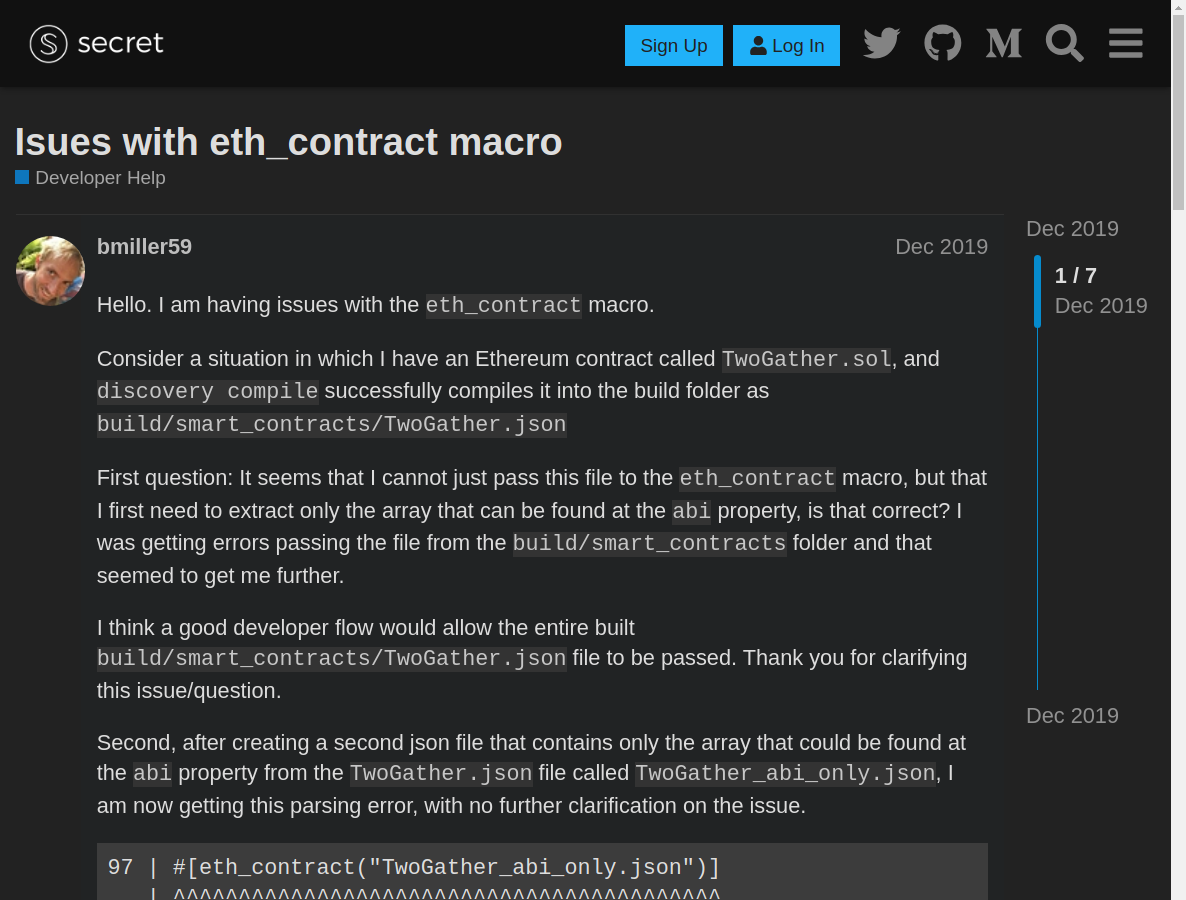 secret
Sign Up
Log In
Isues with eth_contract macro
Developer Help
bmiller59
Dec 2019
Hello. I am having issues with the eth_contract macro.
Consider a situation in which I have an Ethereum contract called TwoGather.sol, and
discovery compile successfully compiles it into the build folder as
build/smart_contracts/TwoGather.json
First question: It seems that I cannot just pass this file to the eth_contract macro, but that
I first need to extract only the array that can be found at the abi property, is that correct? I
was getting errors passing the file from the build/smart_contracts folder and that
seemed to get me further.
I think a good developer flow would allow the entire built
build/smart_contracts/TwoGather.json file to be passed. Thank you for clarifying
this issue/question.
Second, after creating a second json file that contains only the array that could be found at
the abi property from the TwoGather.json file called TwoGather_abi_only.json, I
am now getting this parsing error, with no further clarification on the issue.
97 | #[eth_contract("TwoGather_abi_only.json")]
| ^^^^^^^^^^^^^^^^^^^^^^^^^^^^^^^^^^^^^^^^^^
Dec 2019
1 / 7
Dec 2019
Dec 2019